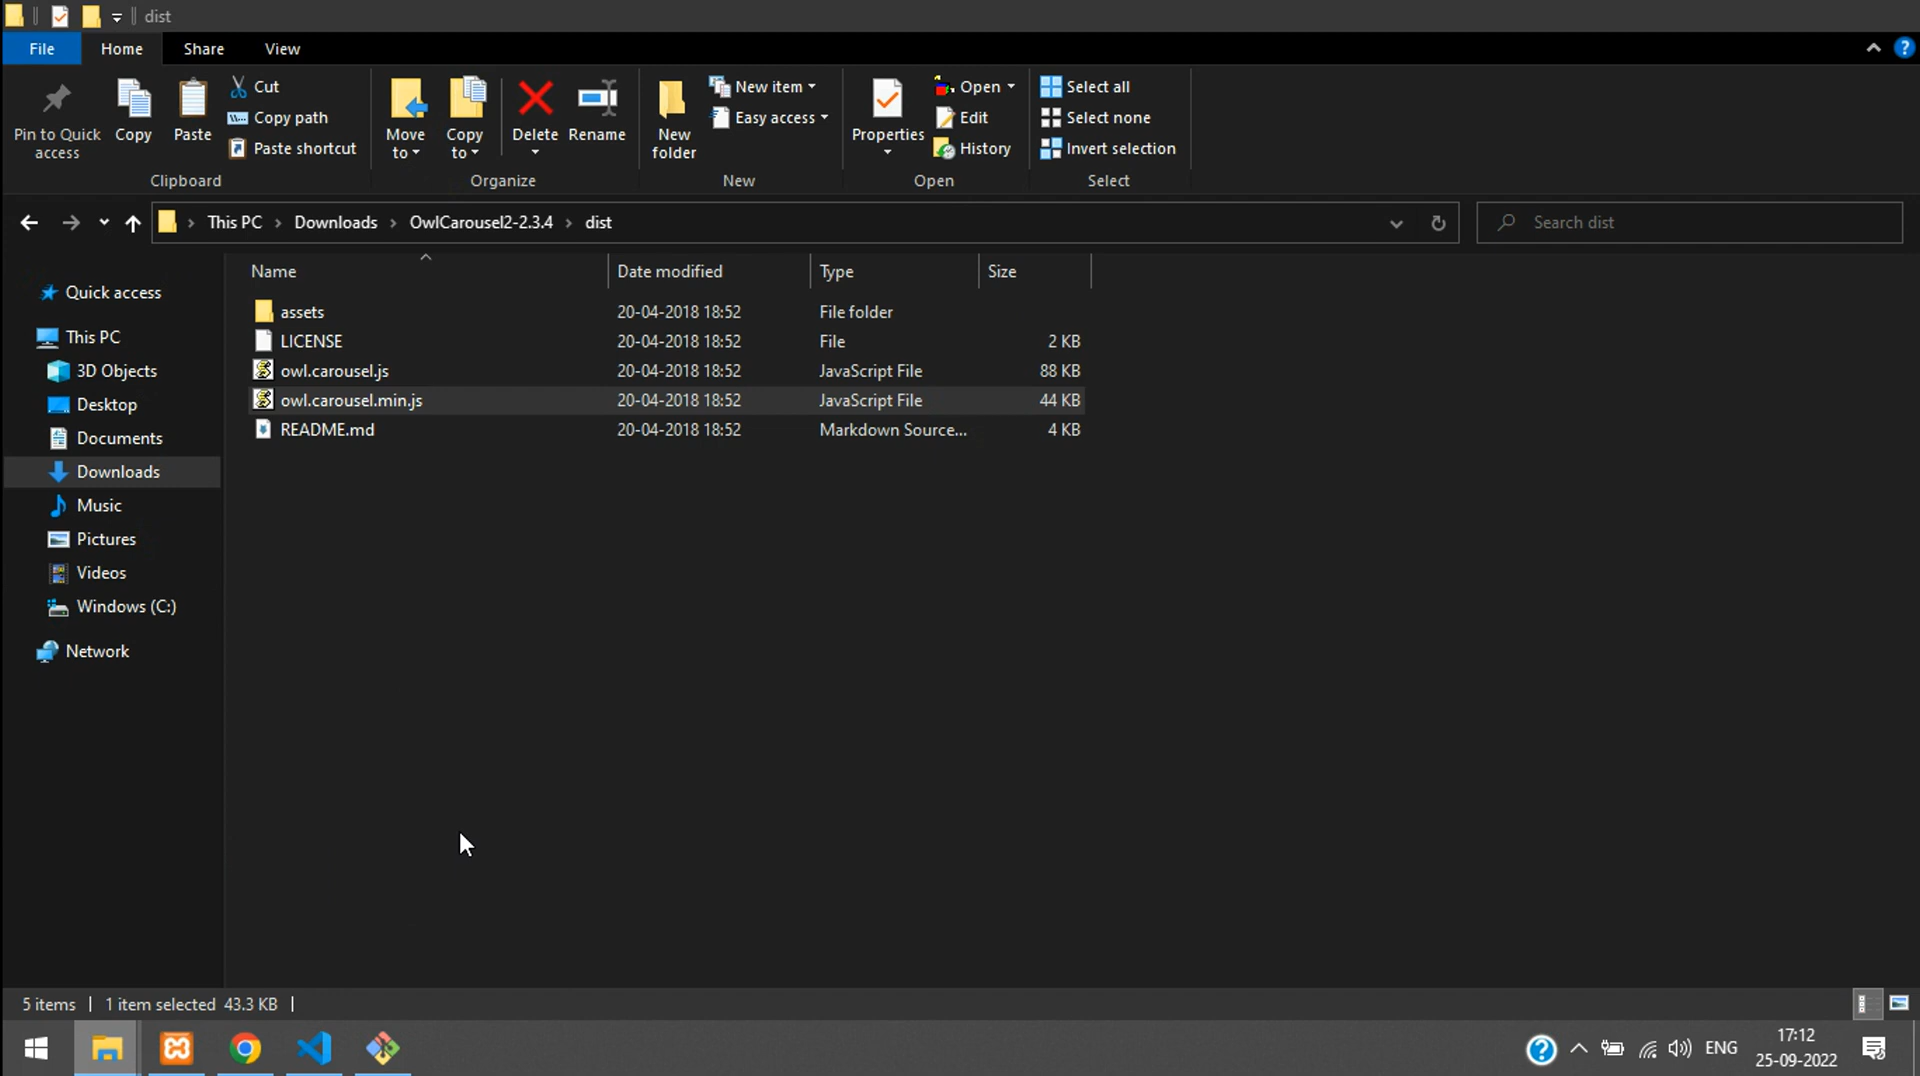 dist
File Home Share View
Pin to Quick access
Copy
Paste
Cut
Copy path
Paste shortcut
Clipboard
Move to
Copy to
Delete
Rename
Organize
New folder
New item
Easy access
New
Properties
Open
Edit
History
Open
Select all
Select none
Invert selection
Select
This PC > Downloads > OwlCarousel2-2.3.4 > dist
Search dist
Name Date modified Type Size
assets 20-04-2018 18:52 File folder
LICENSE 20-04-2018 18:52 File 2 KB
owl.carousel.js 20-04-2018 18:52 JavaScript File 88 KB
owl.carousel.min.js 20-04-2018 18:52 JavaScript File 44 KB
README.md 20-04-2018 18:52 Markdown Source... 4 KB
Quick access
This PC
3D Objects
Desktop
Documents
Downloads
Music
Pictures
Videos
Windows (C:)
Network
5 items 1 item selected 43.3 KB
ENG
17:12
25-09-2022